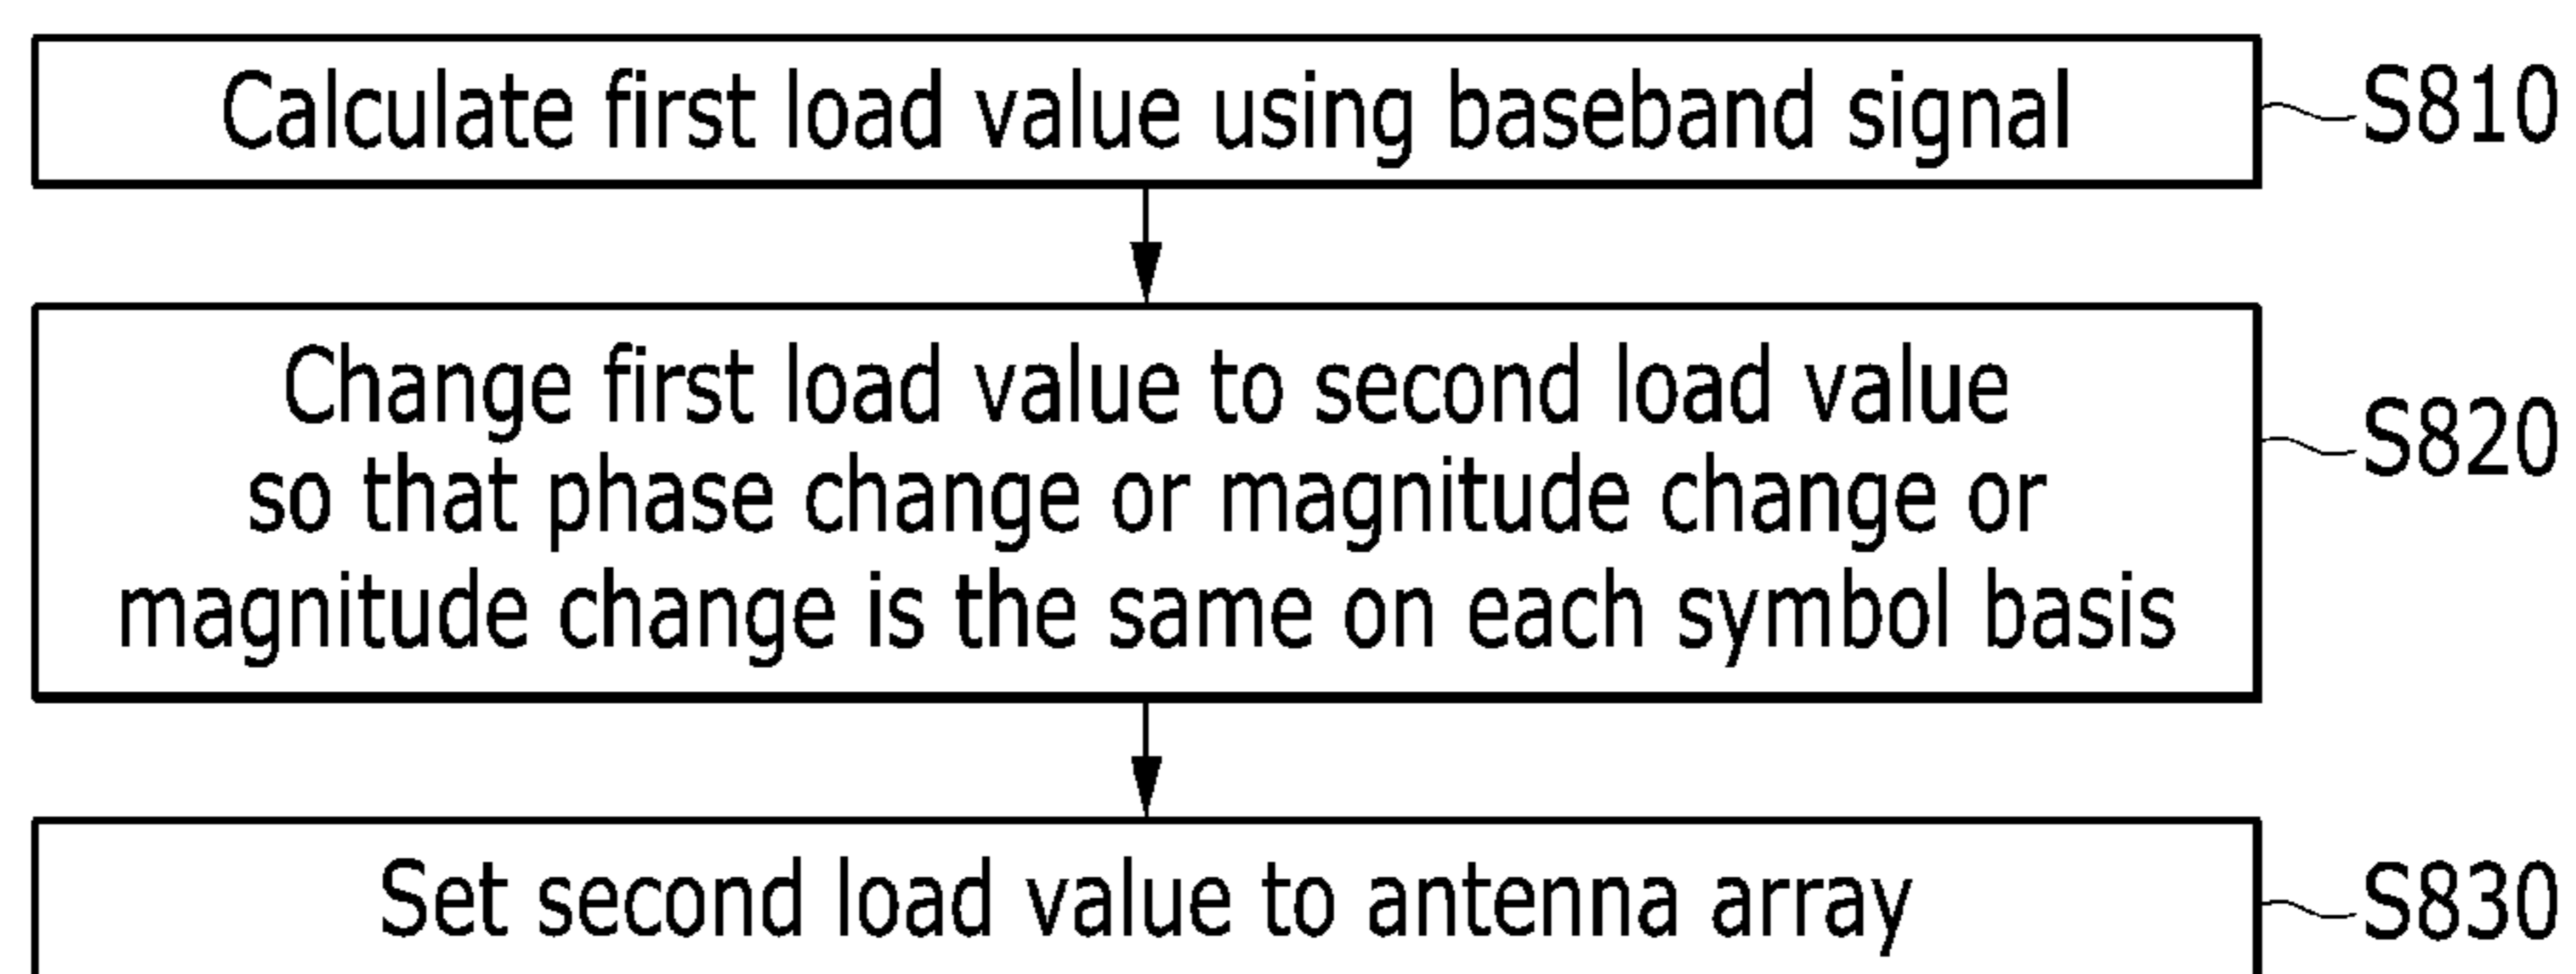 Calculate first load value using baseband signal
S810
Change first load value to second load value
so that phase change or magnitude change or
magnitude change is the same on each symbol basis
S820
Set second load value to antenna array
S830